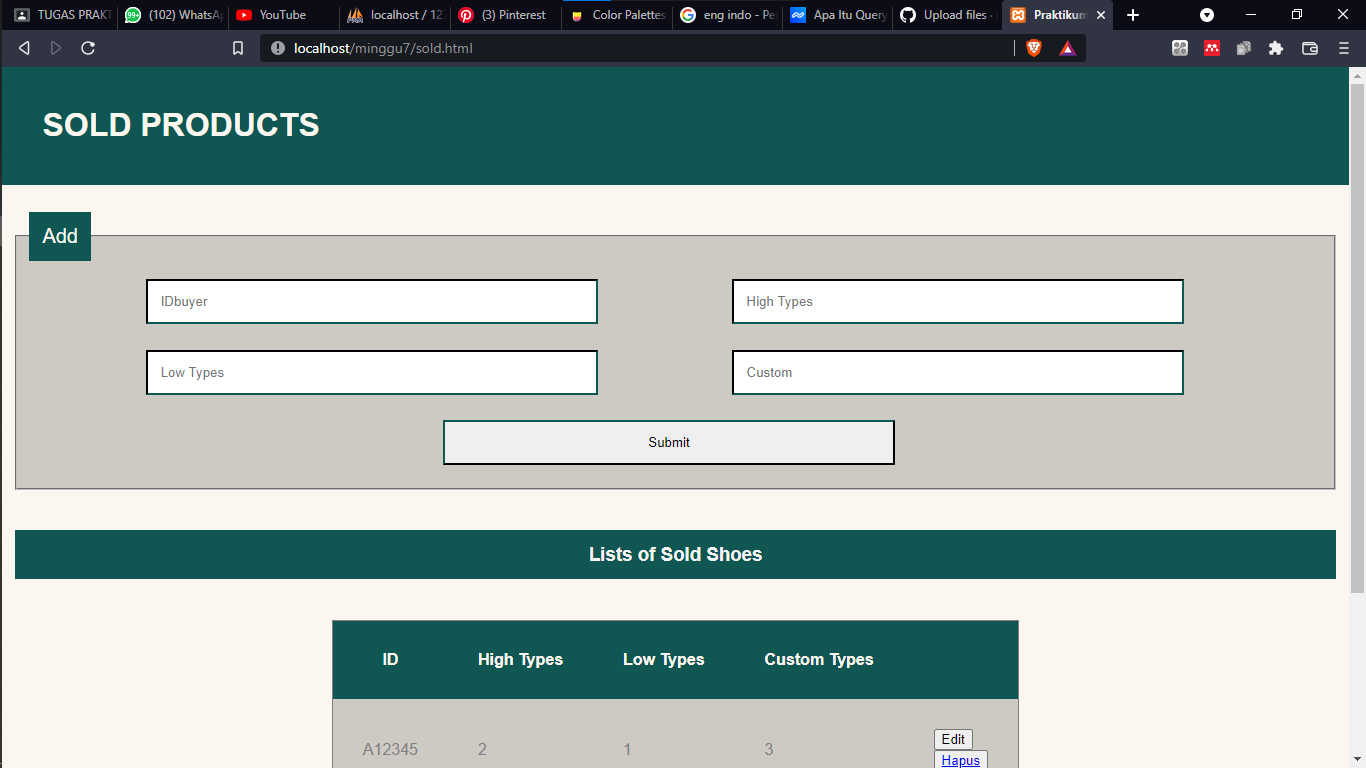 TUGAS PRAKT
(102) WhatsA
YouTube
localhost / 12
(3) Pinterest
Color Palettes
eng indo - Pe
Apa Itu Query
Upload files ·
Praktikum
localhost/minggu7/sold.html
SOLD PRODUCTS
Add
IDbuyer
High Types
Low Types
Custom
Submit
Lists of Sold Shoes
ID High Types Low Types Custom Types
A12345 2 1 3 Edit
Hapus